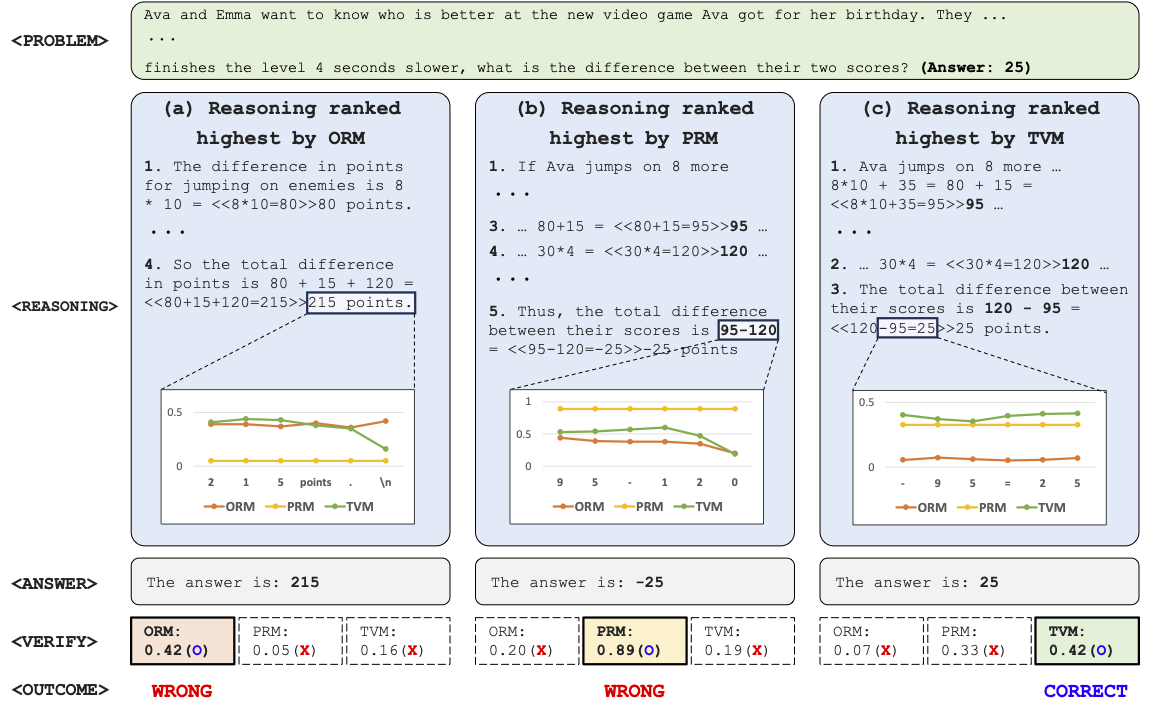 <PROBLEM>
Ava and Emma want to know who is better at the new video game Ava got for her birthday. They ...
...
finishes the level 4 seconds slower, what is the difference between their two scores? (Answer: 25)
<REASONING>
(a) Reasoning ranked
highest by ORM
1. The difference in points
for jumping on enemies is 8
* 10 = <<8*10=80>>80 points.
...
4. So the total difference
in points is 80 + 15 + 120 =
<<80+15+120=215>>215 points.
0.5
0
2 1 5 points . \n
ORM PRM TVM
(b) Reasoning ranked
highest by PRM
1. If Ava jumps on 8 more
...
3. … 80+15 = <<80+15=95>>95 …
4. … 30*4 = <<30*4=120>>120 …
...
5. Thus, the total difference
between their scores is 95-120
= <<95-120=-25>>-25 points
1
0.5
0
9 5 - 1 2 0
ORM PRM TVM
(c) Reasoning ranked
highest by TVM
1. Ava jumps on 8 more …
8*10 + 35 = 80 + 15 =
<<8*10+35=95>>95 …
...
2. … 30*4 = <<30*4=120>>120 …
3. The total difference between
their scores is 120 - 95 =
<<120-95=25>>25 points.
0.5
0
- 9 5 = 2 5
ORM PRM TVM
<ANSWER>
The answer is: 215
The answer is: -25
The answer is: 25
<VERIFY>
ORM:
0.42(O)
PRM:
0.05(X)
TVM:
0.16(X)
ORM:
0.20(X)
PRM:
0.89(O)
TVM:
0.19(X)
ORM:
0.07(X)
PRM:
0.33(X)
TVM:
0.42(O)
<OUTCOME>
WRONG
WRONG
CORRECT